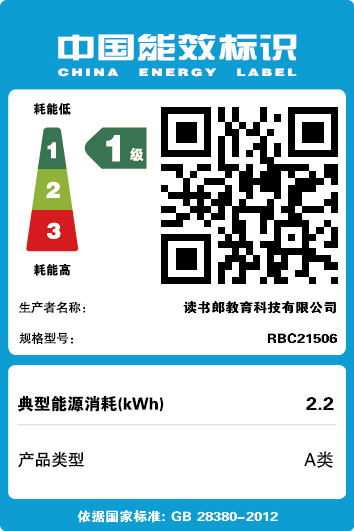 中国能效标识
CHINA ENERGY LABEL
耗能低
1
2
3
耗能高
1级
生产者名称： 读书郎教育科技有限公司
规格型号： RBC21506
典型能源消耗(kWh) 2.2
产品类型 A类
依据国家标准: GB 28380-2012